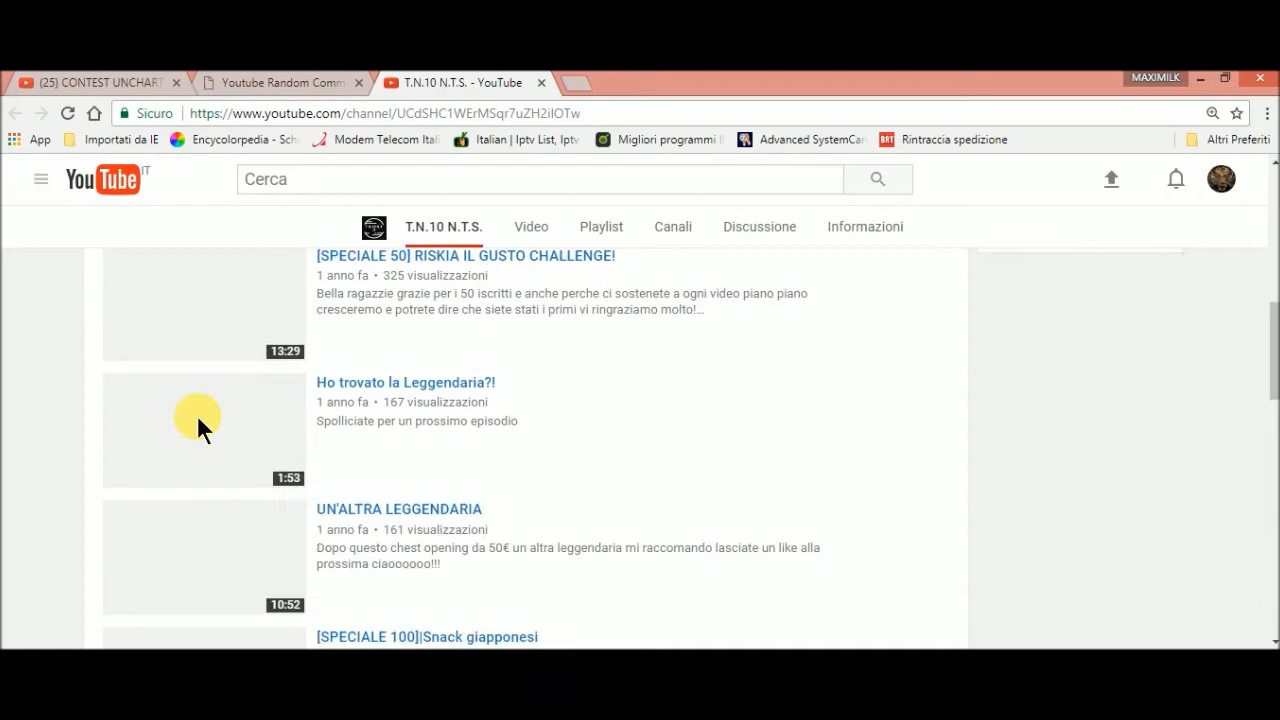 (25) CONTEST UNCHART
Youtube Random Comm
T.N.10 N.T.S. - YouTube
MAXIMILK
Sicuro
https://www.youtube.com/channel/UCdSHC1WErMSqr7uZH2iIOTw
App
Importati da IE
Encycolorpedia - Sch
Modem Telecom Itali
Italian | Iptv List, Iptv
Migliori programmi I
Advanced SystemCar
BRT
Rintraccia spedizione
Altri Preferiti
YouTube IT
Cerca
T.N.10 N.T.S.
Video
Playlist
Canali
Discussione
Informazioni
[SPECIALE 50] RISKIA IL GUSTO CHALLENGE!
1 anno fa • 325 visualizzazioni
Bella ragazzie grazie per i 50 iscritti e anche perche ci sostenete a ogni video piano piano
cresceremo e potrete dire che siete stati i primi vi ringraziamo molto!...
13:29
Ho trovato la Leggendaria?!
1 anno fa • 167 visualizzazioni
Spolliciate per un prossimo episodio
1:53
UN'ALTRA LEGGENDARIA
1 anno fa • 161 visualizzazioni
Dopo questo chest opening da 50€ un altra leggendaria mi raccomando lasciate un like alla
prossima ciaooooo!!!
10:52
[SPECIALE 100]|Snack giapponesi